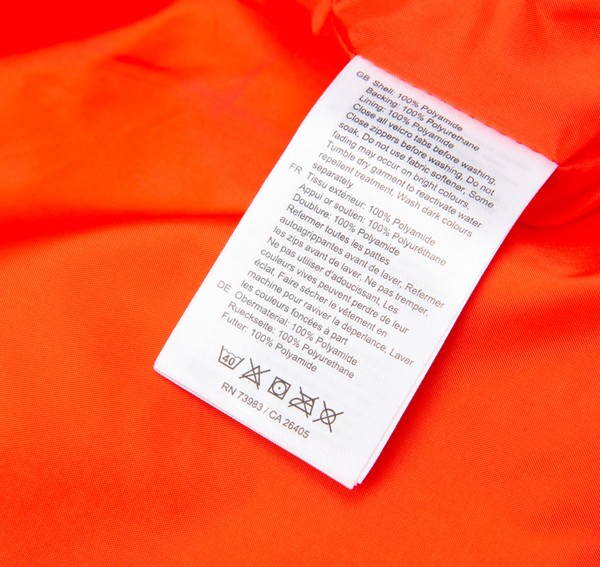 GB Shell: 100% Polyamide
Backing: 100% Polyurethane
Lining: 100% Polyamide
Close all velcro tabs before washing,
Close zippers before washing, Do not,
soak, Do not use fabric softener, Some
fading may occur on bright colours,
Tumble dry garment to reactivate water
repellent treatment, Wash dark colours
separately
FR Tissu extérieur: 100% Polyamide
Appui or soutien: 100% Polyuréthane
Doublure: 100% Polyamide
Refermer toutes les pattes
autoagrippantes avant de laver, Refermer
les zips avant de laver, Ne pas tremper,
Ne pas utiliser d'adoucissant, Les
couleurs vives peuvent perdre de leur
éclat. Faire sécher le vêtement en
machine pour raviver la déperlance, Laver
les couleurs foncées à part
DE Obermaterial: 100% Polyamide
Rueckseite: 100% Polyurethane
Futter: 100% Polyamide
40
RN 73983 / CA 26405